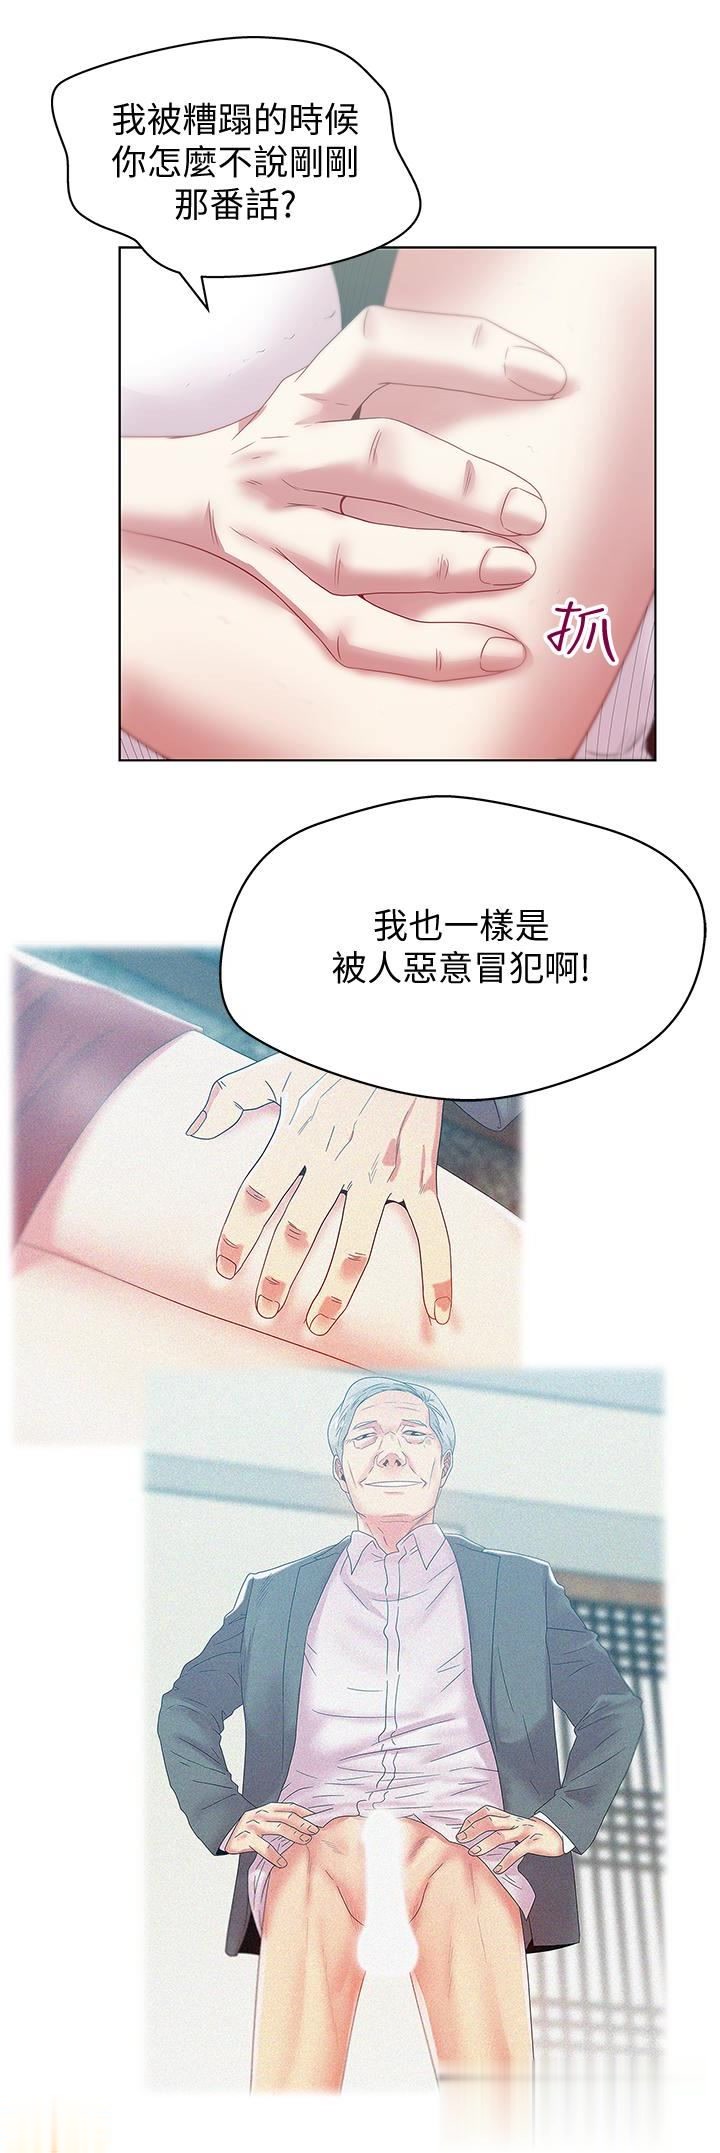 我被糟蹋的時候
你怎麼不說剛剛
那番話?
抓
我也一樣是
被人惡意冒犯啊!